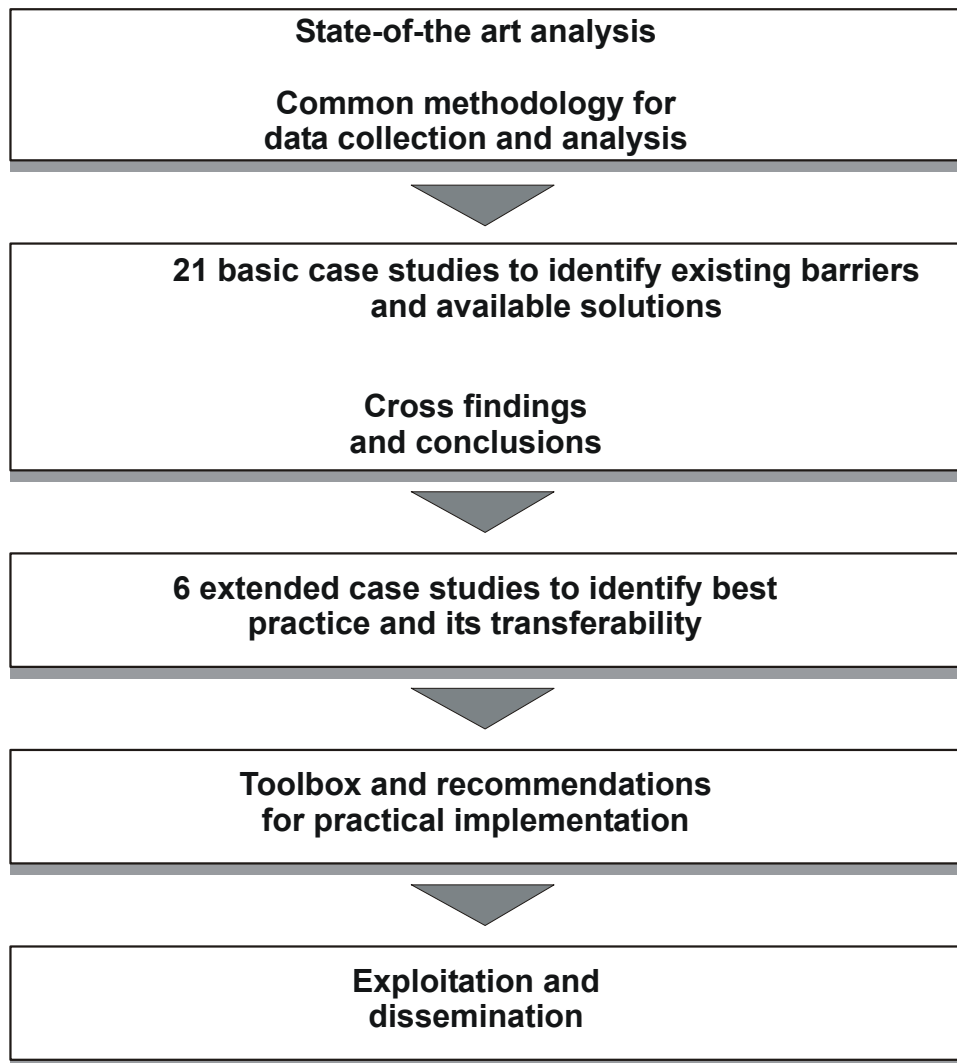 State-of-the art analysis
Common methodology for
data collection and analysis
21 basic case studies to identify existing barriers
and available solutions
Cross findings
and conclusions
6 extended case studies to identify best
practice and its transferability
Toolbox and recommendations
for practical implementation
Exploitation and
dissemination